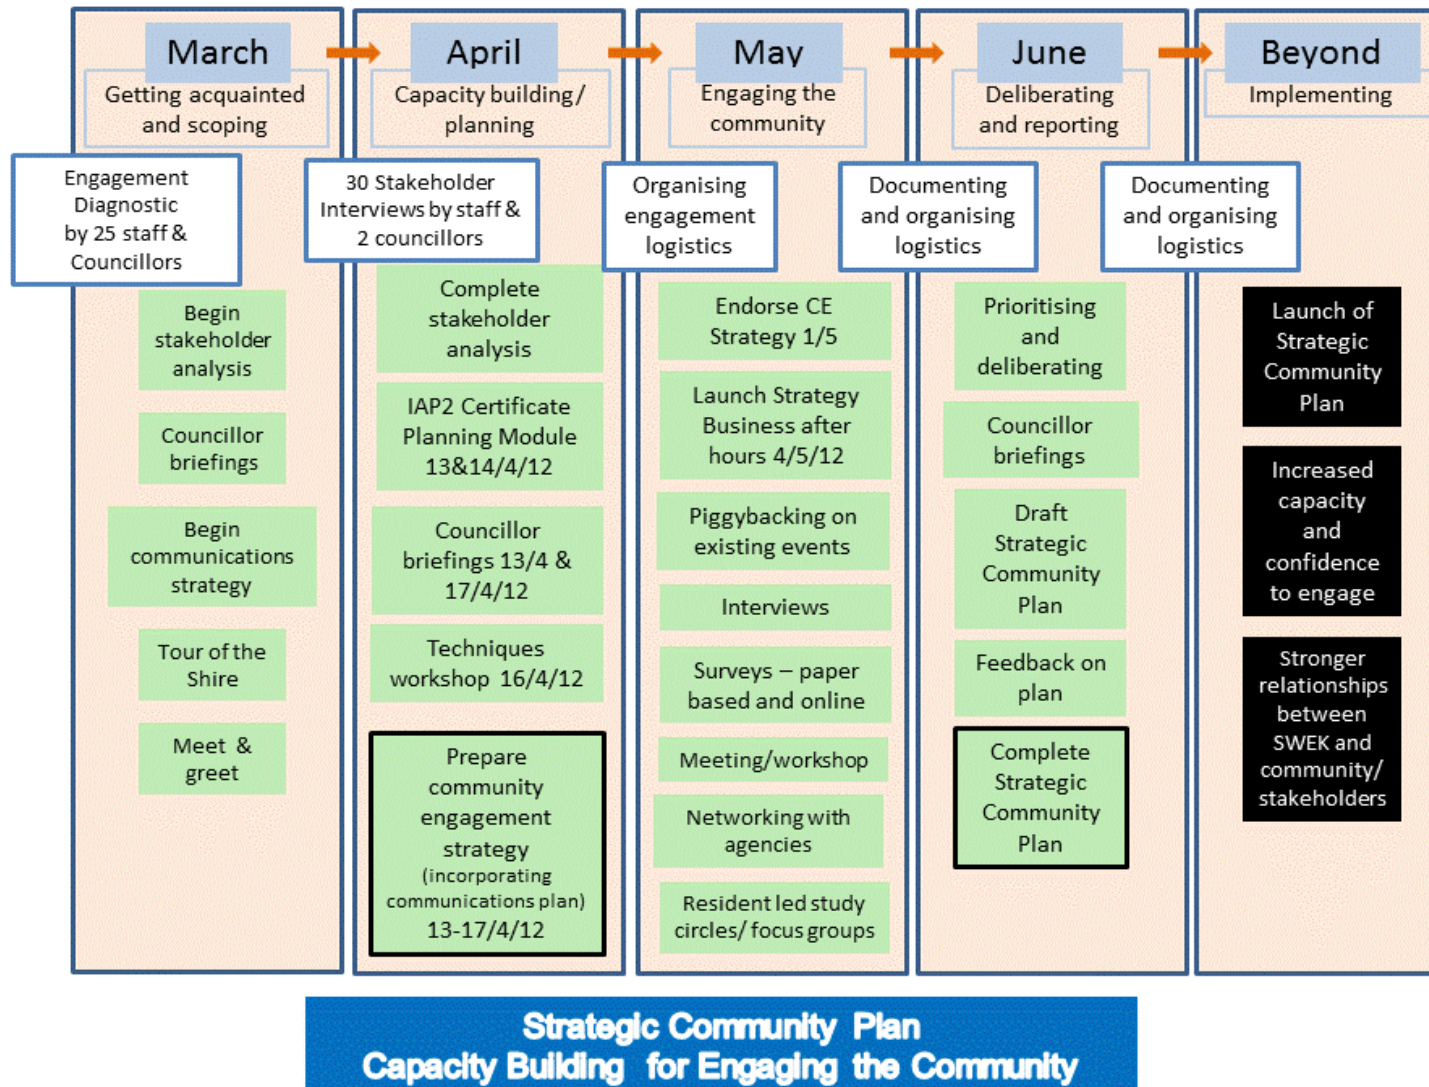 March
Getting acquainted
and scoping
Engagement
Diagnostic
by 25 staff &
Councillors
Begin
stakeholder
analysis
Councillor
briefings
Begin
communications
strategy
Tour of the
Shire
Meet & 
greet
April
Capacity building/
planning
30 Stakeholder
Interviews by staff &
2 councillors
Complete
stakeholder
analysis
IAP2 Certificate
Planning Module
13&14/4/12
Councillor
briefings 13/4 &
17/4/12
Techniques
workshop 16/4/12
Prepare
community
engagement
strategy
(incorporating
communications plan)
13-17/4/12
May
Engaging the
community
Organising
engagement
logistics
Endorse CE
Strategy 1/5
Launch Strategy
Business after
hours 4/5/12
Piggybacking on
existing events
Interviews
Surveys – paper
based and online
Meeting/workshop
Networking with
agencies
Resident led study
circles/ focus groups
June
Deliberating
and reporting
Documenting
and organising
logistics
Prioritising
and
deliberating
Councillor
briefings
Draft
Strategic
Community
Plan
Feedback on
plan
Complete
Strategic
Community
Plan
Beyond
Implementing
Documenting
and organising
logistics
Launch of
Strategic
Community
Plan
Increased
capacity
and
confidence
to engage
Stronger
relationships
between
SWEK and
community/
stakeholders
Strategic Community Plan
Capacity Building for Engaging the Community